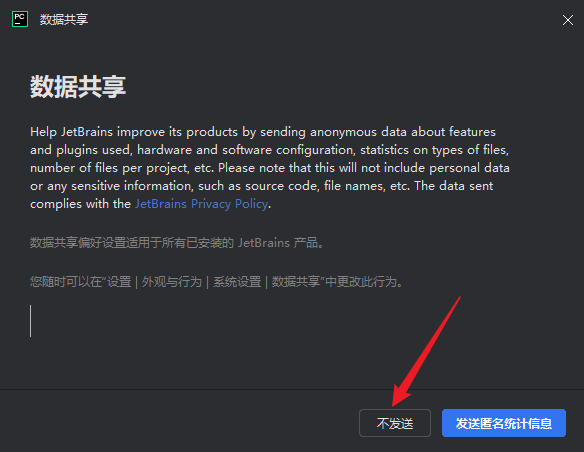 PC
数据共享
数据共享
Help JetBrains improve its products by sending anonymous data about features
and plugins used, hardware and software configuration, statistics on types of files,
number of files per project, etc. Please note that this will not include personal data
or any sensitive information, such as source code, file names, etc. The data sent
complies with the JetBrains Privacy Policy.
数据共享偏好设置适用于所有已安装的 JetBrains 产品。
您随时可以在“设置 | 外观与行为 | 系统设置 | 数据共享”中更改此行为。
不发送
发送匿名统计信息